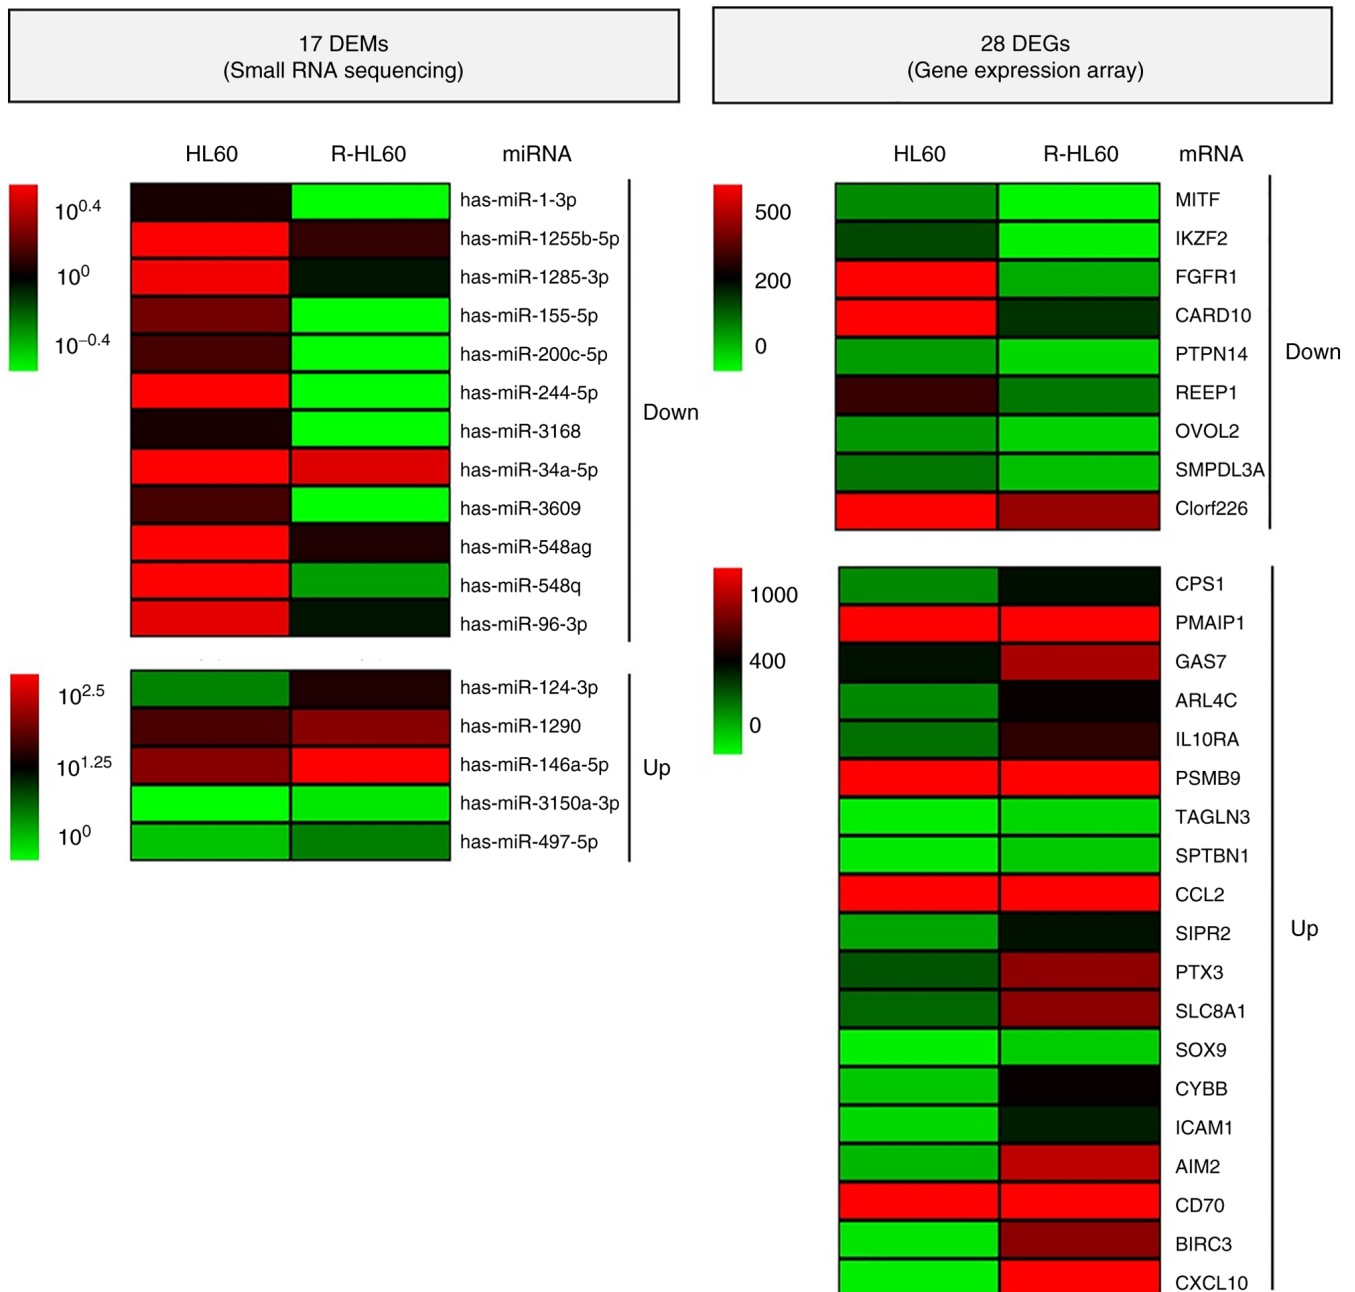 17 DEMs
(Small RNA sequencing)
HL60 R-HL60 miRNA
10^0.4
10^0
10^−0.4
has-miR-1-3p
has-miR-1255b-5p
has-miR-1285-3p
has-miR-155-5p
has-miR-200c-5p
has-miR-244-5p
has-miR-3168
has-miR-34a-5p
has-miR-3609
has-miR-548ag
has-miR-548q
has-miR-96-3p
Down
10^2.5
10^1.25
10^0
has-miR-124-3p
has-miR-1290
has-miR-146a-5p
has-miR-3150a-3p
has-miR-497-5p
Up
28 DEGs
(Gene expression array)
HL60 R-HL60 mRNA
500
200
0
MITF
IKZF2
FGFR1
CARD10
PTPN14
REEP1
OVOL2
SMPDL3A
Clorf226
Down
1000
400
0
CPS1
PMAIP1
GAS7
ARL4C
IL10RA
PSMB9
TAGLN3
SPTBN1
CCL2
SIPR2
PTX3
SLC8A1
SOX9
CYBB
ICAM1
AIM2
CD70
BIRC3
CXCL10
Up